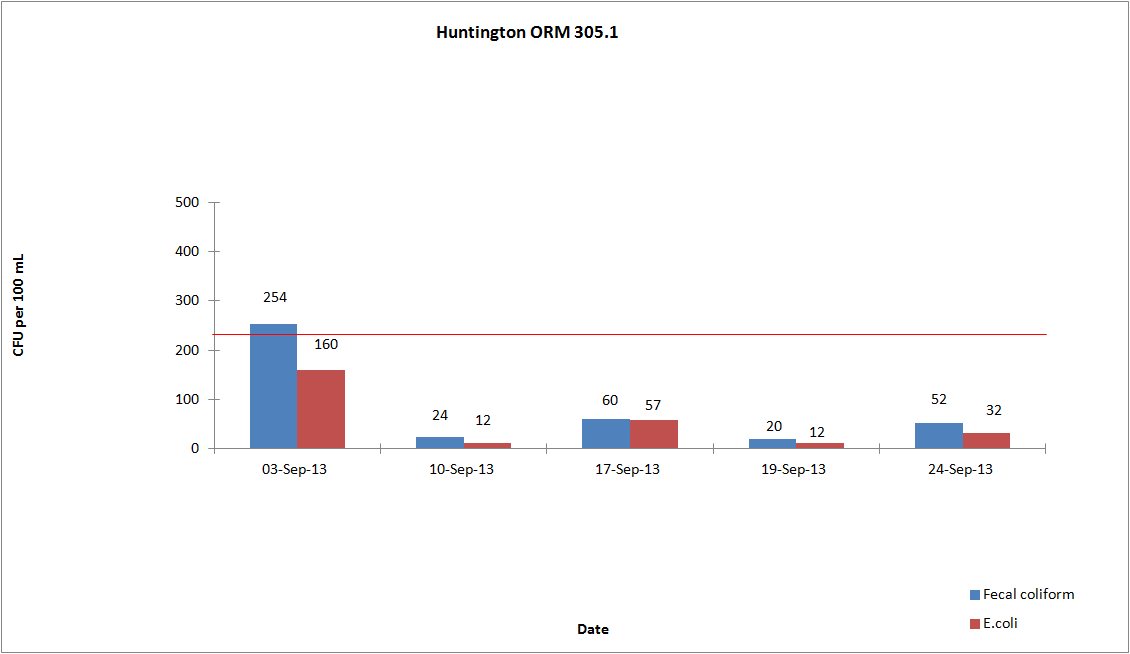 Huntington ORM 305.1
CFU per 100 mL
500
400
300
200
100
0
254
160
24
12
60
57
20
12
52
32
03-Sep-13
10-Sep-13
17-Sep-13
19-Sep-13
24-Sep-13
Fecal coliform
E.coli
Date